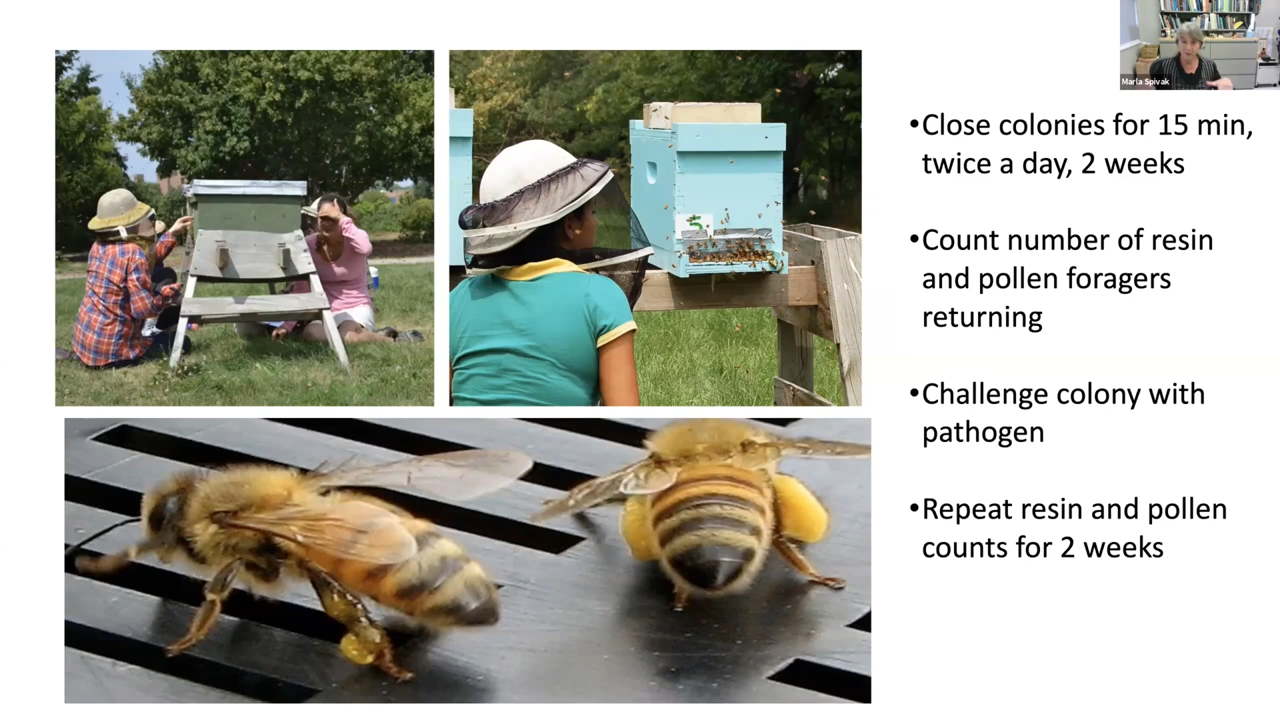 Marla Spivak
•Close colonies for 15 min,
twice a day, 2 weeks
•Count number of resin
and pollen foragers
returning
•Challenge colony with
pathogen
•Repeat resin and pollen
counts for 2 weeks
5